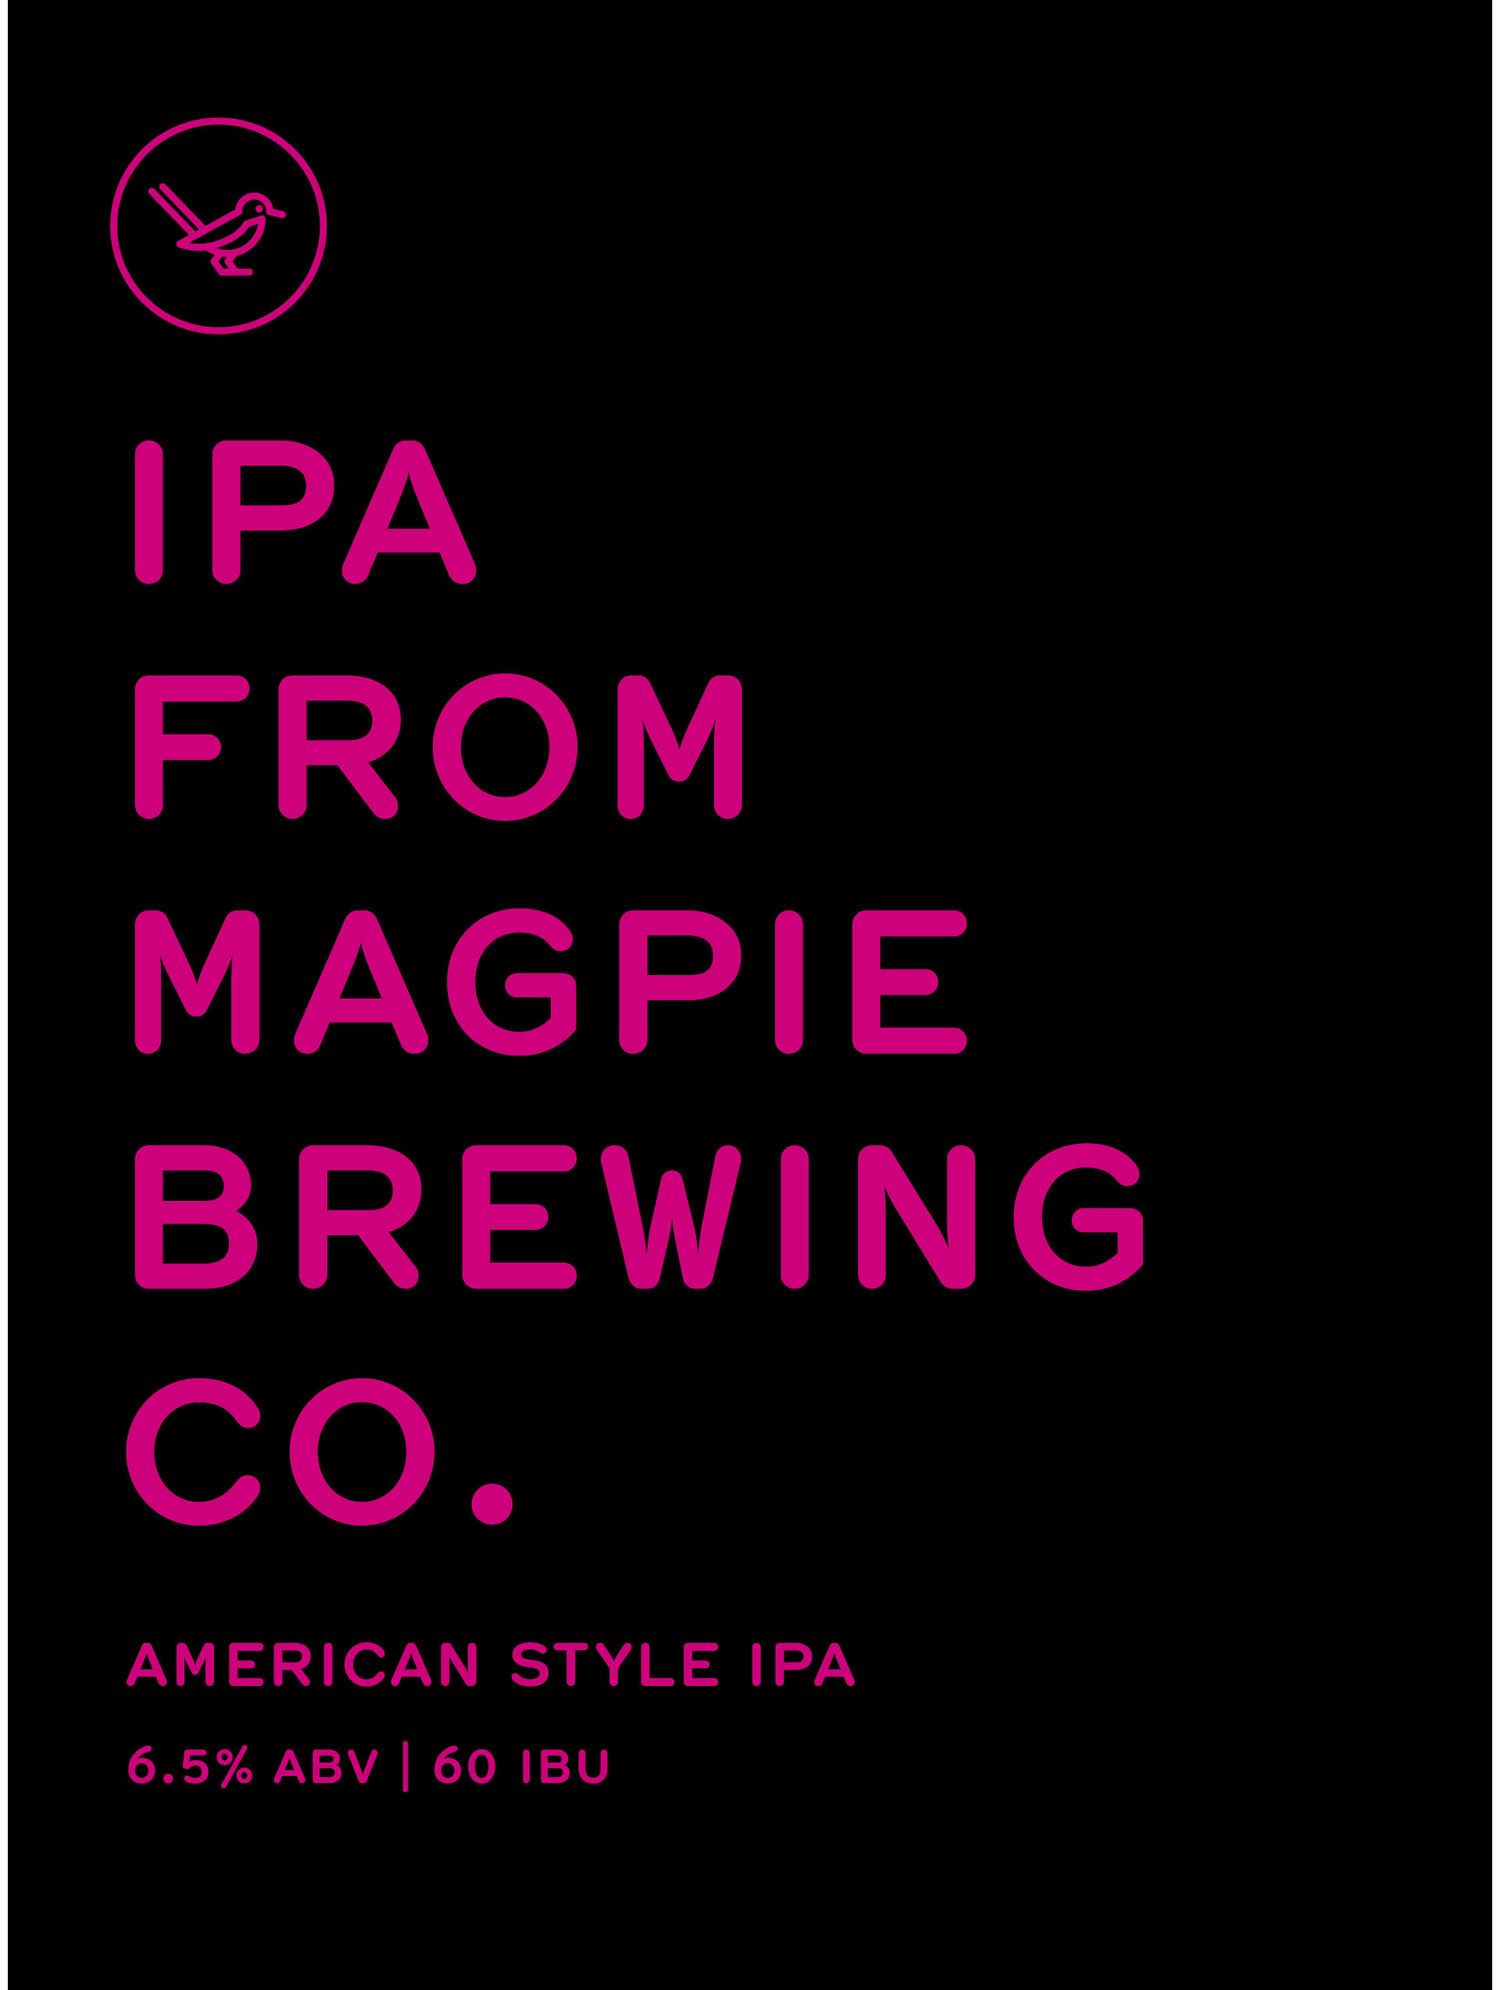 IPA
FROM
MAGPIE
BREWING
CO.
AMERICAN STYLE IPA
6.5% ABV | 60 IBU